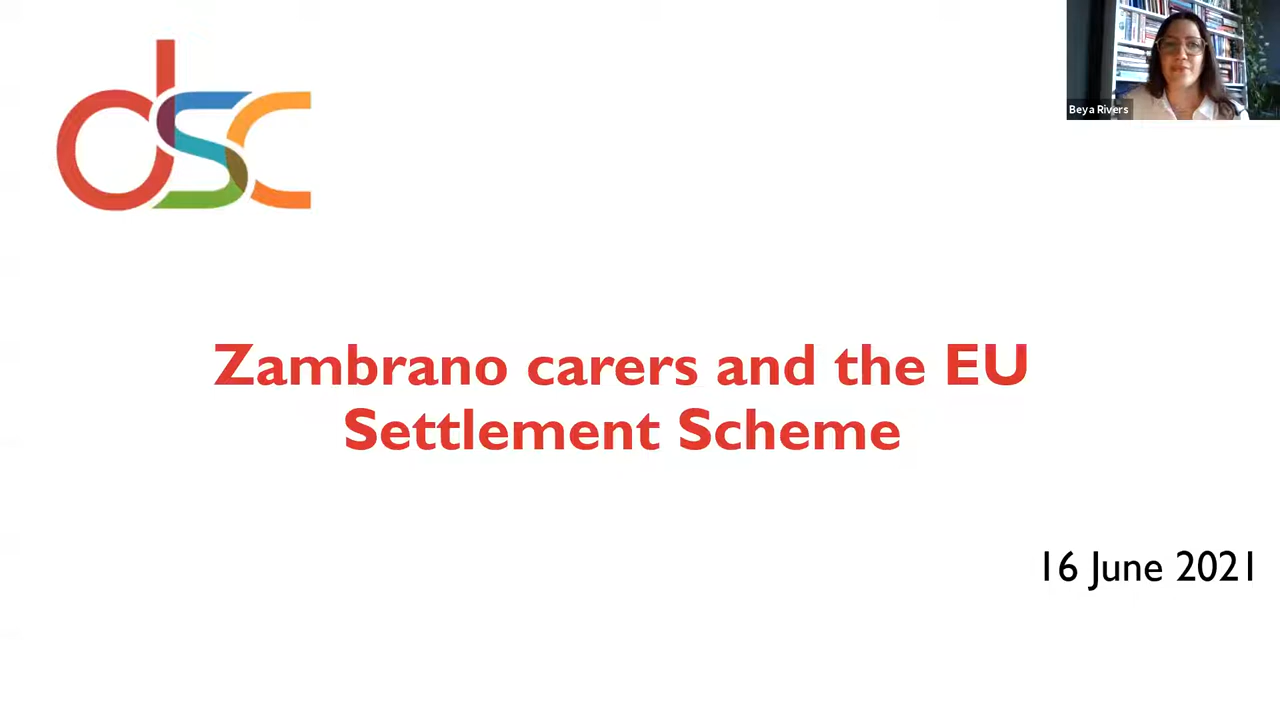 dsc
Beya Rivers
Zambrano carers and the EU
Settlement Scheme
16 June 2021